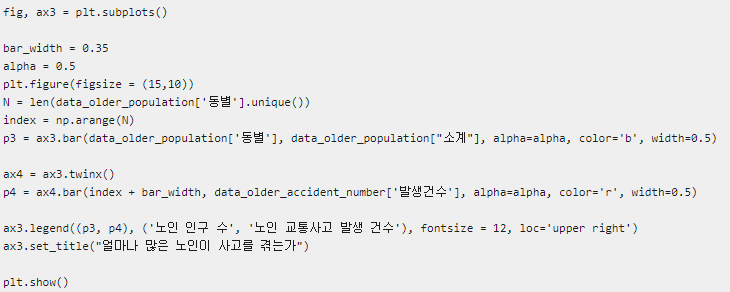 fig, ax3 = plt.subplots()
bar_width = 0.35
alpha = 0.5
plt.figure(figsize = (15,10))
N = len(data_older_population['동별'].unique())
index = np.arange(N)
p3 = ax3.bar(data_older_population['동별'], data_older_population["소계"], alpha=alpha, color='b', width=0.5)
ax4 = ax3.twinx()
p4 = ax4.bar(index + bar_width, data_older_accident_number['발생건수'], alpha=alpha, color='r', width=0.5)
ax3.legend((p3, p4), ('노인 인구 수', '노인 교통사고 발생 건수'), fontsize = 12, loc='upper right')
ax3.set_title("얼마나 많은 노인이 사고를 겪는가")
plt.show()